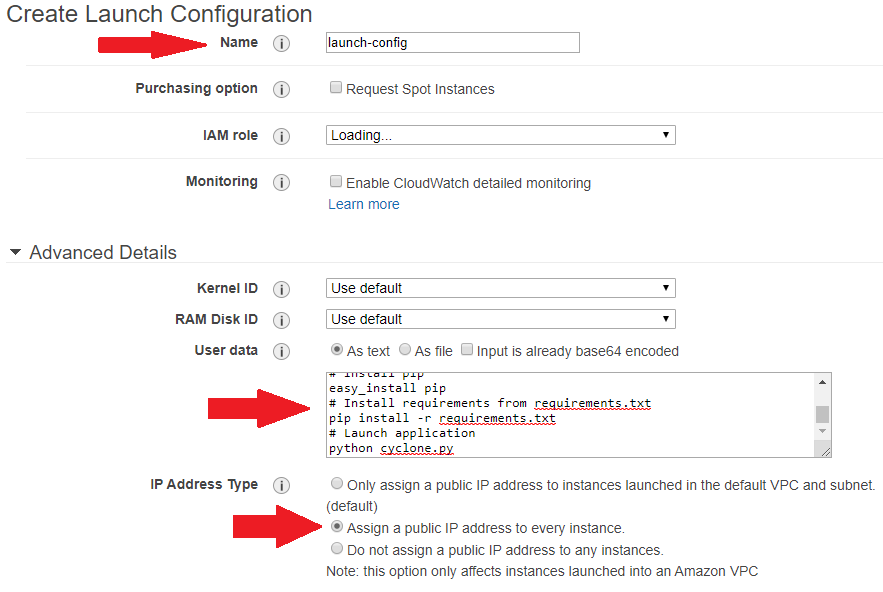 Create Launch Configuration
Name i launch-config
Purchasing option i Request Spot Instances
IAM role i Loading...
Monitoring i Enable CloudWatch detailed monitoring
Learn more
Advanced Details
Kernel ID i Use default
RAM Disk ID i Use default
User data i As text As file Input is already base64 encoded
# Install pip
easy_install pip
# Install requirements from requirements.txt
pip install -r requirements.txt
# Launch application
python cyclone.py
IP Address Type i Only assign a public IP address to instances launched in the default VPC and subnet.
(default)
Assign a public IP address to every instance.
Do not assign a public IP address to any instances.
Note: this option only affects instances launched into an Amazon VPC